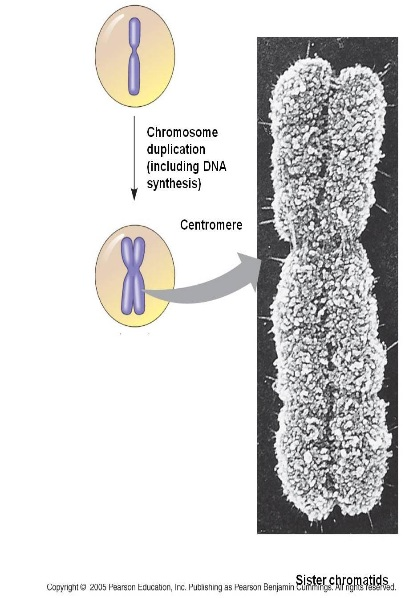 Chromosome
duplication
(including DNA
synthesis)
Centromere
Sister chromatids
Copyright © 2005 Pearson Education, Inc. Publishing as Pearson Benjamin Cummings. All rights reserved.